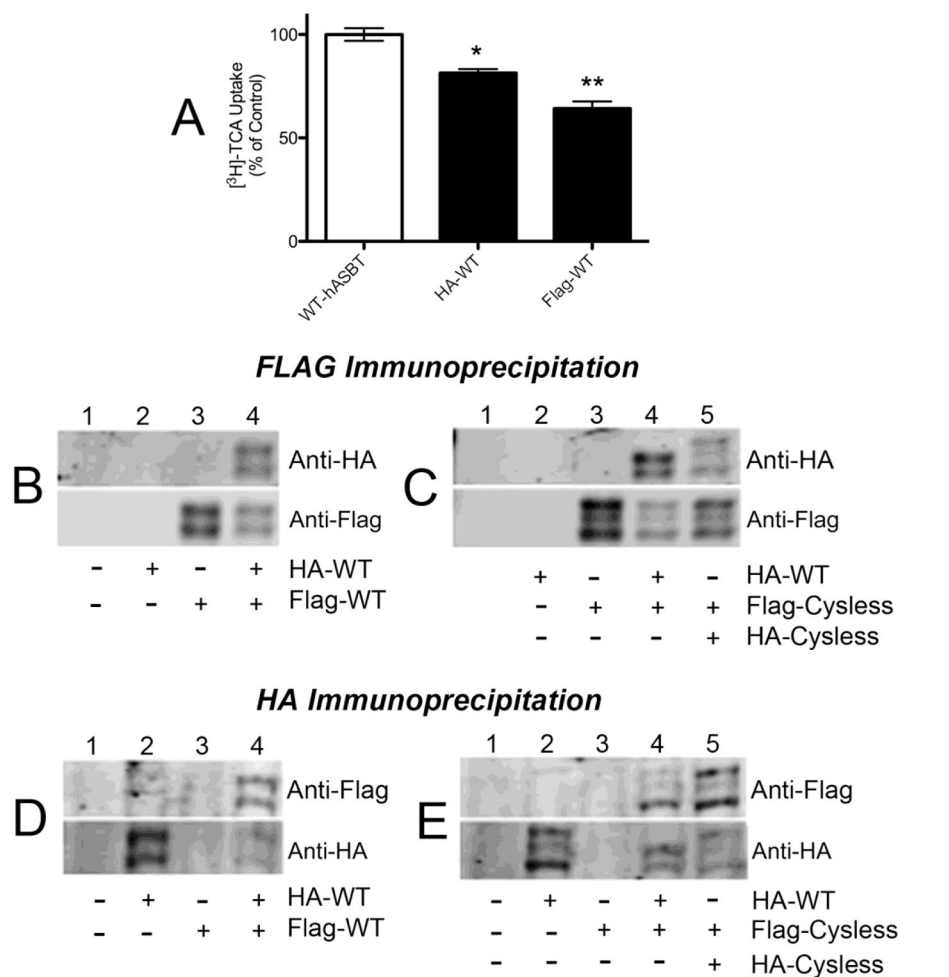 A
[³H]-TCA Uptake
(% of Control)
100
50
0
*
**
WT-hASBT
HA-WT
Flag-WT
FLAG Immunoprecipitation
B
1 2 3 4
Anti-HA
Anti-Flag
- + - + HA-WT
- - + + Flag-WT
C
1 2 3 4 5
Anti-HA
Anti-Flag
+ - + - HA-WT
- + + + Flag-Cysless
- - - + HA-Cysless
HA Immunoprecipitation
D
1 2 3 4
Anti-Flag
Anti-HA
- + - + HA-WT
- - + + Flag-WT
E
1 2 3 4 5
Anti-Flag
Anti-HA
- + - + - HA-WT
- - + + + Flag-Cysless
- - - - + HA-Cysless